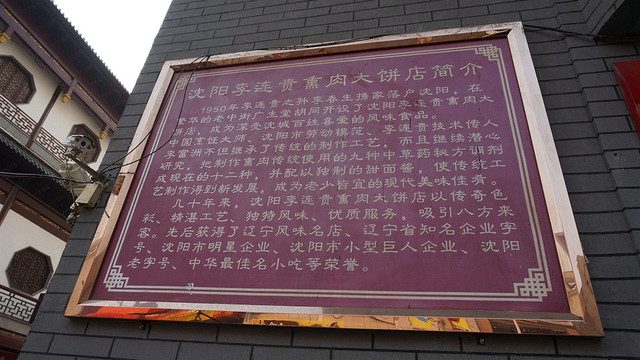 沈阳李连贵熏肉大饼店简介
1950年李连贵之孙李春生携家落户沈阳，在
繁华的老中街广生堂胡同开设了沈阳李连贵熏肉大
饼店，成为深受沈城百姓喜爱的风味食品。
中国烹饪大师、沈阳市劳动模范、李连贵技术传人
李富洲不但继承了传统的制作工艺，而且继续潜心
研究，把制作熏肉传统使用的九种中草药秘方调剂
成现在的十二种，并配以独制的甜面酱，使传统工
艺制作得到新发展，成为老少皆宜的现代美味佳肴。
几十年来，沈阳李连贵熏肉大饼店以传奇色
彩、精湛工艺、独特风味、优质服务，吸引八方来
客。先后获得了辽宁风味名店、辽宁省知名企业字
号、沈阳市明星企业、沈阳市小型巨人企业、沈阳
老字号、中华最佳名小吃等荣誉。